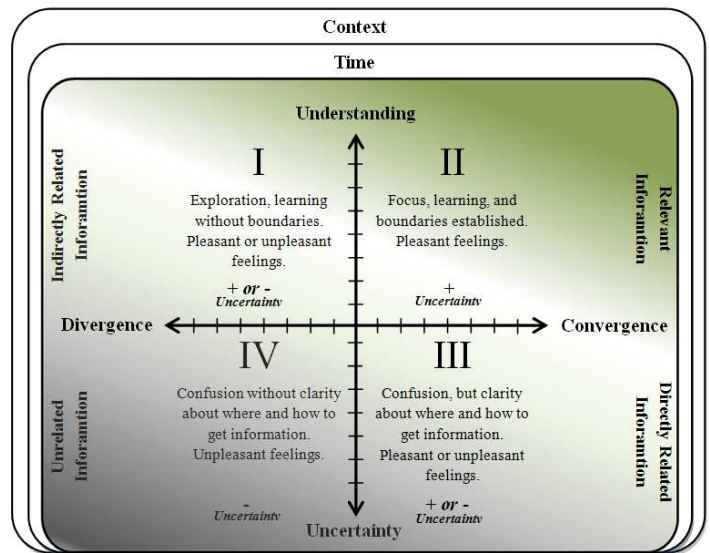 Context
Time
Understanding
Indirectly Related
Inforamtion
I
Exploration, learning
without boundaries.
Pleasant or unpleasant
feelings.
+ or -
Uncertainty
II
Focus, learning, and
boundaries established.
Pleasant feelings.
+
Uncertainty
Relevant
Inforamtion
Divergence
Convergence
Unrelated
Inforamtion
IV
Confusion without clarity
about where and how to
get information.
Unpleasant feelings.
-
Uncertainty
III
Confusion, but clarity
about where and how to
get information.
Pleasant or unpleasant
feelings.
+ or -
Uncertainty
Directly Related
Inforamtion
Uncertainty